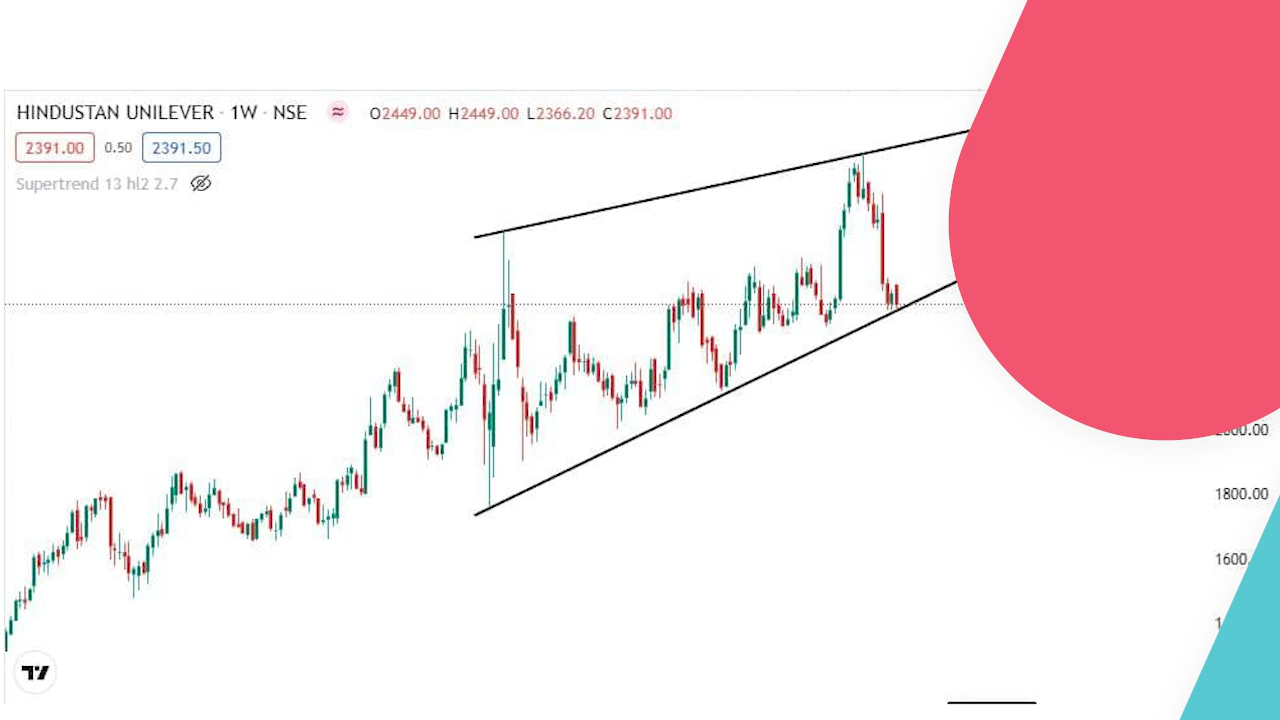 HINDUSTAN UNILEVER · 1W · NSE ≈ O2449.00 H2449.00 L2366.20 C2391.00
2391.00 0.50 2391.50
Supertrend 13 hl2 2.7
1800.00